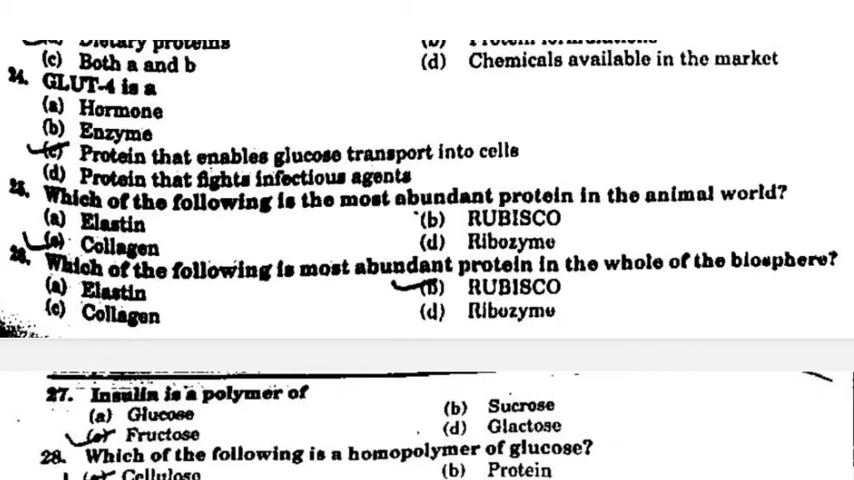 (a) Dietary proteins (b) Protein formulations
(c) Both a and b (d) Chemicals available in the market
24. GLUT-4 is a
(a) Hormone
(b) Enzyme
(c) Protein that enables glucose transport into cells
(d) Protein that fights infectious agents
25. Which of the following is the most abundant protein in the animal world?
(a) Elastin (b) RUBISCO
(c) Collagen (d) Ribozyme
26. Which of the following is most abundant protein in the whole of the biosphere?
(a) Elastin (b) RUBISCO
(c) Collagen (d) Ribozyme
27. Insulin is a polymer of
(a) Glucose (b) Sucrose
(c) Fructose (d) Glactose
28. Which of the following is a homopolymer of glucose?
(a) Cellulose (b) Protein